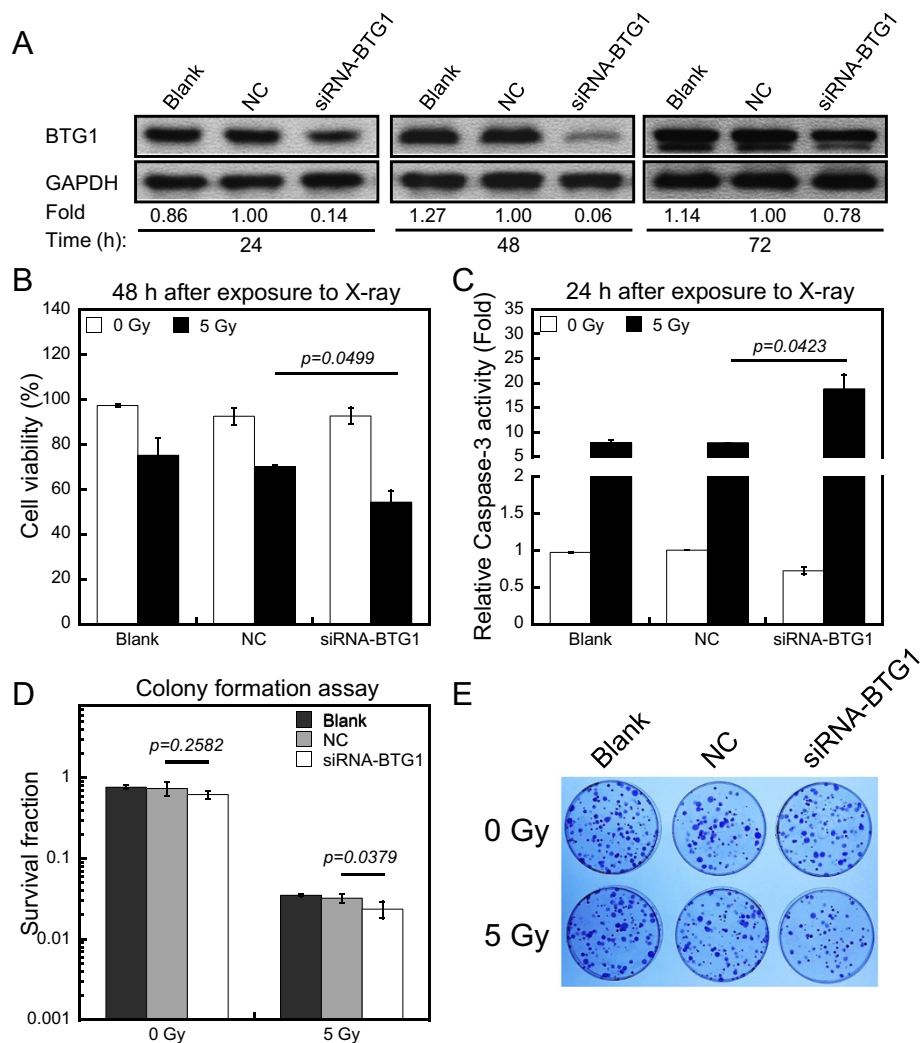 A
Blank NC siRNA-BTG1 Blank NC siRNA-BTG1 Blank NC siRNA-BTG1
BTG1
GAPDH
Fold 0.86 1.00 0.14 1.27 1.00 0.06 1.14 1.00 0.78
Time (h): 24 48 72
B
48 h after exposure to X-ray
0 Gy 5 Gy
p=0.0499
Cell viability (%)
140
120
100
80
60
40
20
0
Blank NC siRNA-BTG1
C
24 h after exposure to X-ray
0 Gy 5 Gy
p=0.0423
Relative Caspase-3 activity (Fold)
35
30
25
20
15
10
5
2
1.5
1
0.5
0
Blank NC siRNA-BTG1
D
Colony formation assay
Blank
NC
siRNA-BTG1
p=0.2582
p=0.0379
Survival fraction
1
0.1
0.01
0.001
0 Gy 5 Gy
E
Blank NC siRNA-BTG1
0 Gy
5 Gy